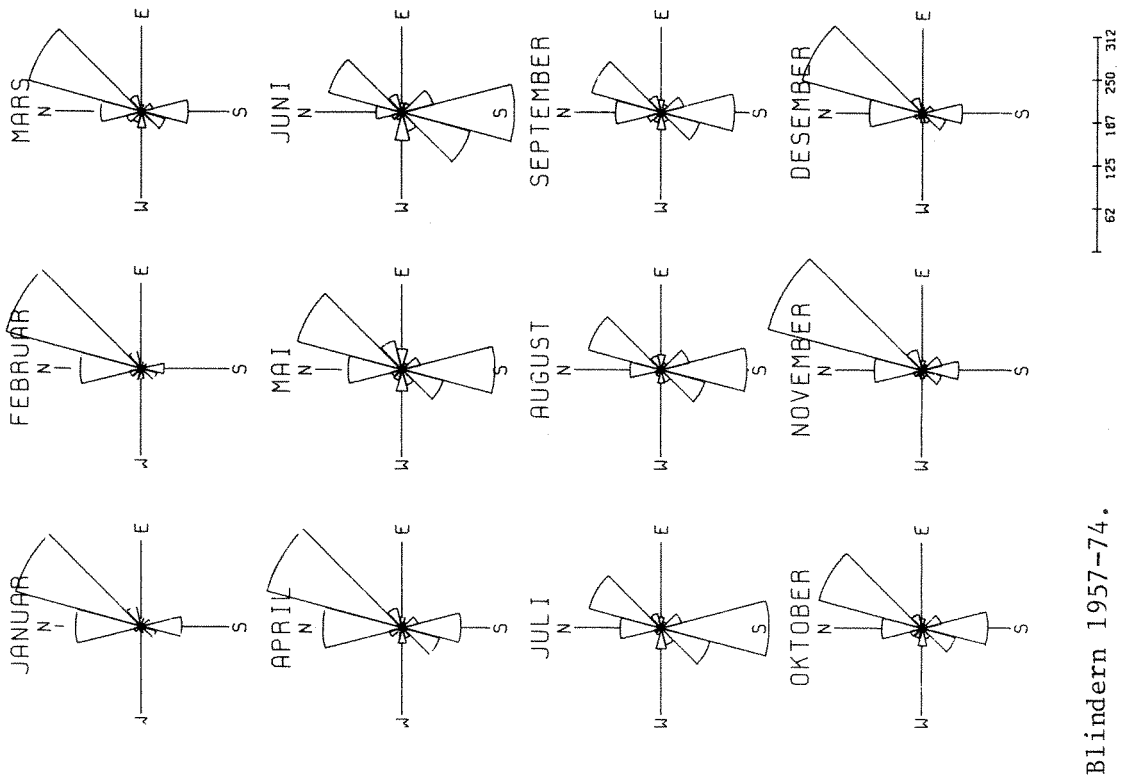 JANUAR FEBRUAR MARS
N N N
W E W E W E
S S S
APRIL MAI JUNI
N N N
W E W E W E
S S S
JULI AUGUST SEPTEMBER
N N N
W E W E W E
S S S
OKTOBER NOVEMBER DESEMBER
N N N
W E W E W E
S S S
62 125 187 250 312
Blindern 1957-74.